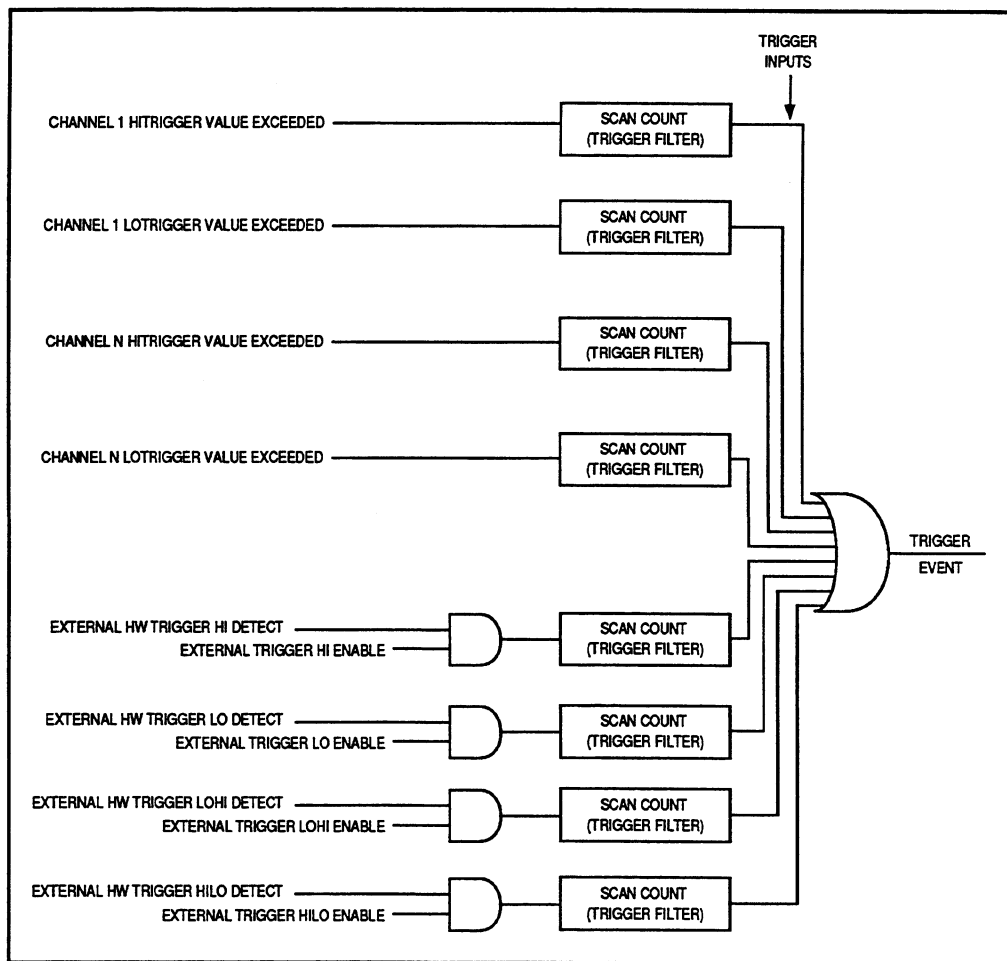 TRIGGER
INPUTS
CHANNEL 1 HITRIGGER VALUE EXCEEDED
SCAN COUNT
(TRIGGER FILTER)
CHANNEL 1 LOTRIGGER VALUE EXCEEDED
SCAN COUNT
(TRIGGER FILTER)
CHANNEL N HITRIGGER VALUE EXCEEDED
SCAN COUNT
(TRIGGER FILTER)
CHANNEL N LOTRIGGER VALUE EXCEEDED
SCAN COUNT
(TRIGGER FILTER)
TRIGGER
EVENT
EXTERNAL HW TRIGGER HI DETECT
EXTERNAL TRIGGER HI ENABLE
SCAN COUNT
(TRIGGER FILTER)
EXTERNAL HW TRIGGER LO DETECT
EXTERNAL TRIGGER LO ENABLE
SCAN COUNT
(TRIGGER FILTER)
EXTERNAL HW TRIGGER LOHI DETECT
EXTERNAL TRIGGER LOHI ENABLE
SCAN COUNT
(TRIGGER FILTER)
EXTERNAL HW TRIGGER HILO DETECT
EXTERNAL TRIGGER HILO ENABLE
SCAN COUNT
(TRIGGER FILTER)